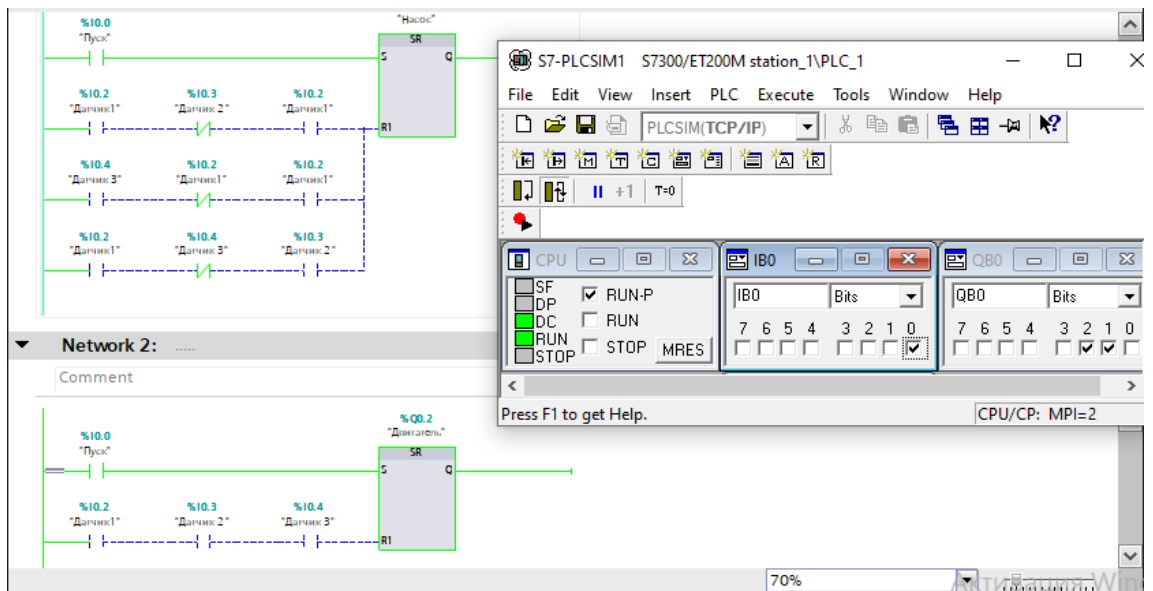 "Насос"
%I0.0
"Пуск"
SR
S Q
%I0.2 %I0.3 %I0.2
"Датчик1" "Датчик 2" "Датчик1"
R1
%I0.4 %I0.2 %I0.2
"Датчик 3" "Датчик1" "Датчик1"
%I0.2 %I0.4 %I0.3
"Датчик1" "Датчик 3" "Датчик 2"
Network 2: .....
Comment
%Q0.2
"Двигатель"
%I0.0
"Пуск"
SR
S Q
%I0.2 %I0.3 %I0.4
"Датчик1" "Датчик 2" "Датчик 3"
R1
70%
S7-PLCSIM1 S7300/ET200M station_1\PLC_1
File Edit View Insert PLC Execute Tools Window Help
PLCSIM(TCP/IP)
+1 T=0
CPU
SF
DP
DC
RUN
STOP
RUN-P
RUN
STOP MRES
IB0
IB0 Bits
7 6 5 4 3 2 1 0
QB0
QB0 Bits
7 6 5 4 3 2 1 0
Press F1 to get Help.
CPU/CP: MPI=2